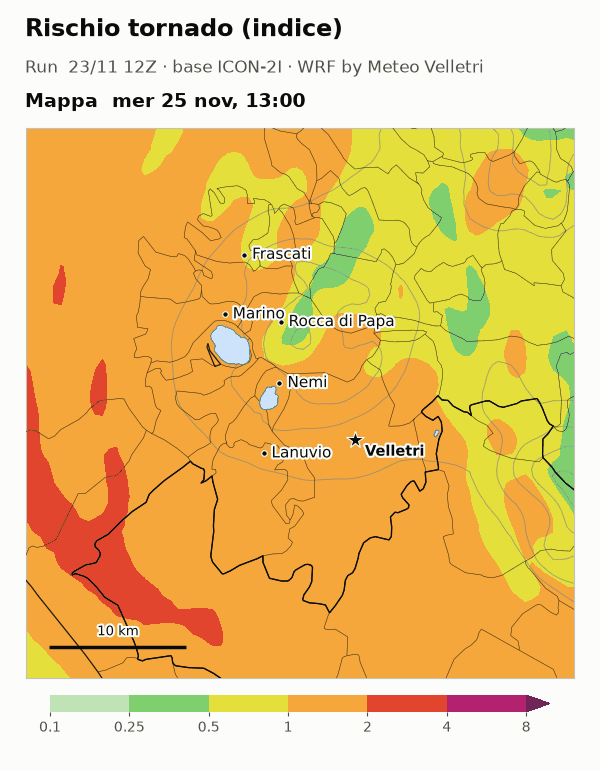 Rischio tornado (indice)
Run  23/11 12Z · base ICON-2I · WRF by Meteo Velletri
Mappa  mer 25 nov, 13:00
Frascati
Marino
Rocca di Papa
Nemi
Velletri
Lanuvio
10 km
0.1 0.25 0.5 1 2 4 8